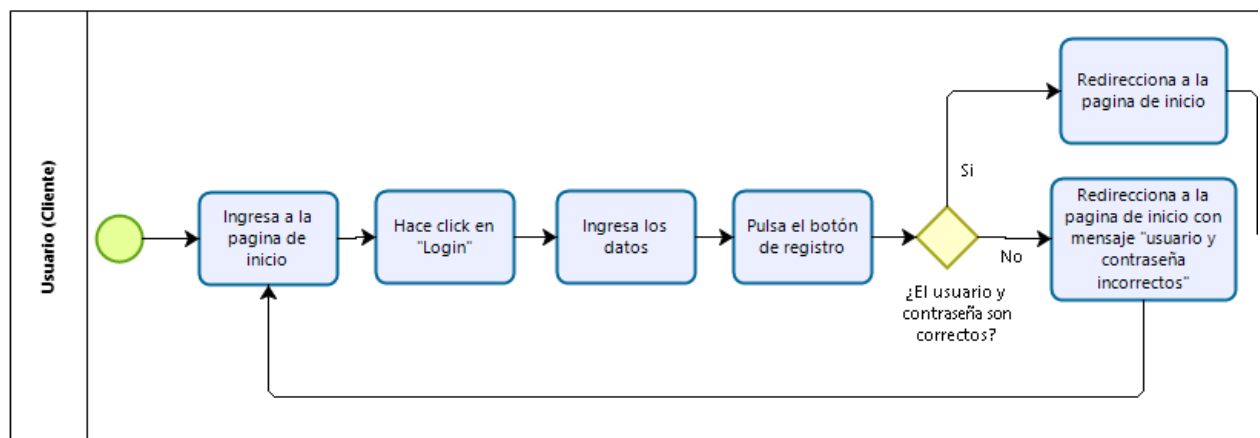 Usuario (Cliente)
Ingresa a la
pagina de
inicio
Hace click en
"Login"
Ingresa los
datos
Pulsa el botón
de registro
¿El usuario y
contraseña son
correctos?
Si
Redirecciona a la
pagina de inicio
No
Redirecciona a la
pagina de inicio con
mensaje "usuario y
contraseña
incorrectos"